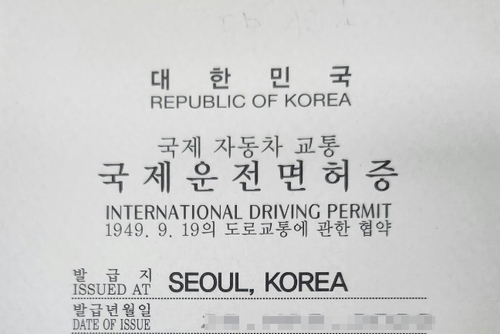 대 한 민 국
REPUBLIC OF KOREA
국제 자동차 교통
국제운전면허증
INTERNATIONAL DRIVING PERMIT
1949. 9. 19의 도로교통에 관한 협약
발 급 지
ISSUED AT SEOUL, KOREA
발급년월일
DATE OF ISSUE